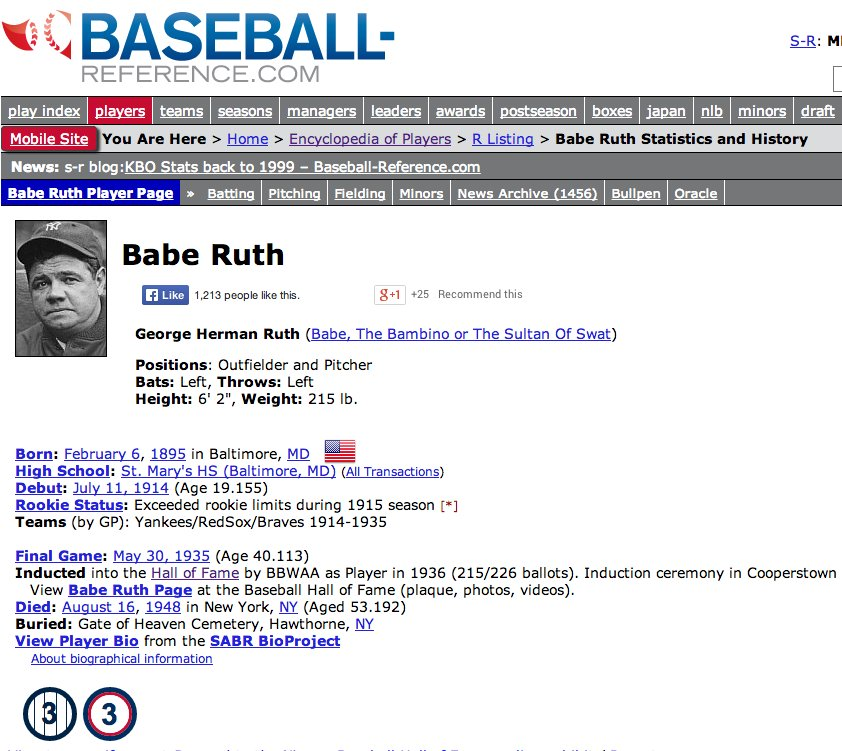 BASEBALL-
REFERENCE.COM
S-R: M
play index players teams seasons managers leaders awards postseason boxes japan nlb minors draft
Mobile Site You Are Here > Home > Encyclopedia of Players > R Listing > Babe Ruth Statistics and History
News: s-r blog:KBO Stats back to 1999 – Baseball-Reference.com
Babe Ruth Player Page » Batting Pitching Fielding Minors News Archive (1456) Bullpen Oracle
Babe Ruth
Like 1,213 people like this. g+1 +25 Recommend this
George Herman Ruth (Babe, The Bambino or The Sultan Of Swat)
Positions: Outfielder and Pitcher
Bats: Left, Throws: Left
Height: 6' 2", Weight: 215 lb.
Born: February 6, 1895 in Baltimore, MD
High School: St. Mary's HS (Baltimore, MD) (All Transactions)
Debut: July 11, 1914 (Age 19.155)
Rookie Status: Exceeded rookie limits during 1915 season [*]
Teams (by GP): Yankees/RedSox/Braves 1914-1935
Final Game: May 30, 1935 (Age 40.113)
Inducted into the Hall of Fame by BBWAA as Player in 1936 (215/226 ballots). Induction ceremony in Cooperstown
View Babe Ruth Page at the Baseball Hall of Fame (plaque, photos, videos).
Died: August 16, 1948 in New York, NY (Aged 53.192)
Buried: Gate of Heaven Cemetery, Hawthorne, NY
View Player Bio from the SABR BioProject
About biographical information
3 3